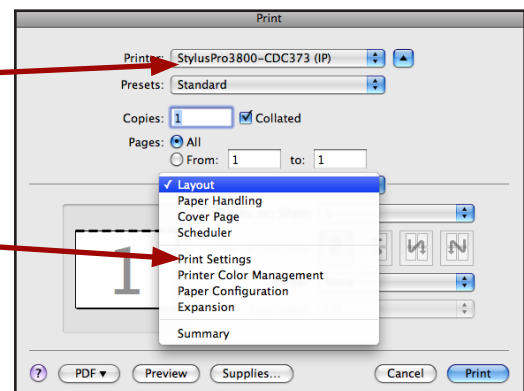 Print
Printer: StylusPro3800-CDC373 (IP)
Presets: Standard
Copies: 1 Collated
Pages: All
From: 1 to: 1
✓ Layout
Paper Handling
Cover Page
Scheduler
Print Settings
Printer Color Management
Paper Configuration
Expansion
Summary
1
? PDF ▾ Preview Supplies... Cancel Print